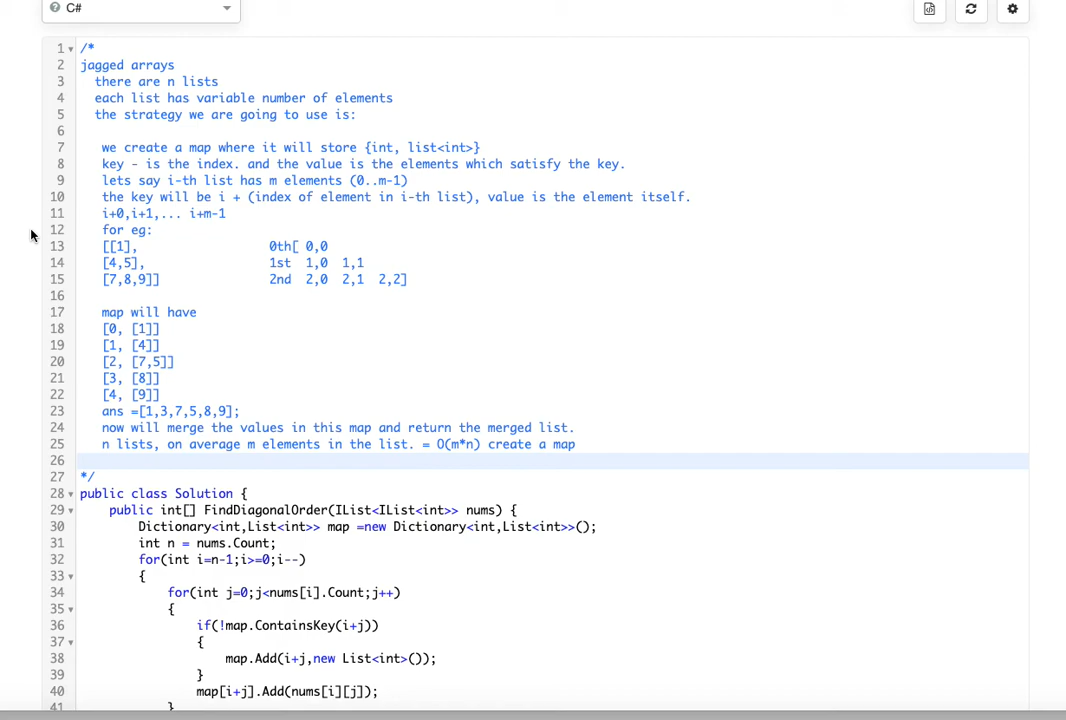 C#
1 /*
2 jagged arrays
3 there are n lists
4 each list has variable number of elements
5 the strategy we are going to use is:
6
7 we create a map where it will store {int, list<int>}
8 key - is the index. and the value is the elements which satisfy the key.
9 lets say i-th list has m elements (0..m-1)
10 the key will be i + (index of element in i-th list), value is the element itself.
11 i+0,i+1,... i+m-1
12 for eg:
13 [[1], 0th[ 0,0
14 [4,5], 1st 1,0 1,1
15 [7,8,9]] 2nd 2,0 2,1 2,2]
16
17 map will have
18 [0, [1]]
19 [1, [4]]
20 [2, [7,5]]
21 [3, [8]]
22 [4, [9]]
23 ans =[1,3,7,5,8,9];
24 now will merge the values in this map and return the merged list.
25 n lists, on average m elements in the list. = O(m*n) create a map
26
27 */
28 public class Solution {
29 public int[] FindDiagonalOrder(IList<IList<int>> nums) {
30 Dictionary<int,List<int>> map =new Dictionary<int,List<int>>();
31 int n = nums.Count;
32 for(int i=n-1;i>=0;i--)
33 {
34 for(int j=0;j<nums[i].Count;j++)
35 {
36 if(!map.ContainsKey(i+j))
37 {
38 map.Add(i+j,new List<int>());
39 }
40 map[i+j].Add(nums[i][j]);
41 }